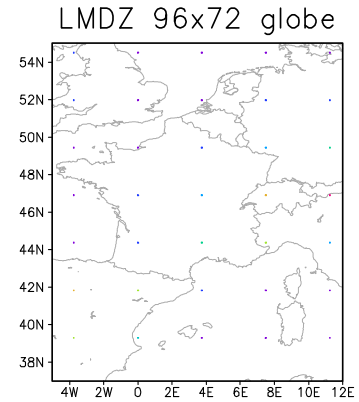 LMDZ 96x72 globe
54N
52N
50N
48N
46N
44N
42N
40N
38N
4W 2W 0 2E 4E 6E 8E 10E 12E